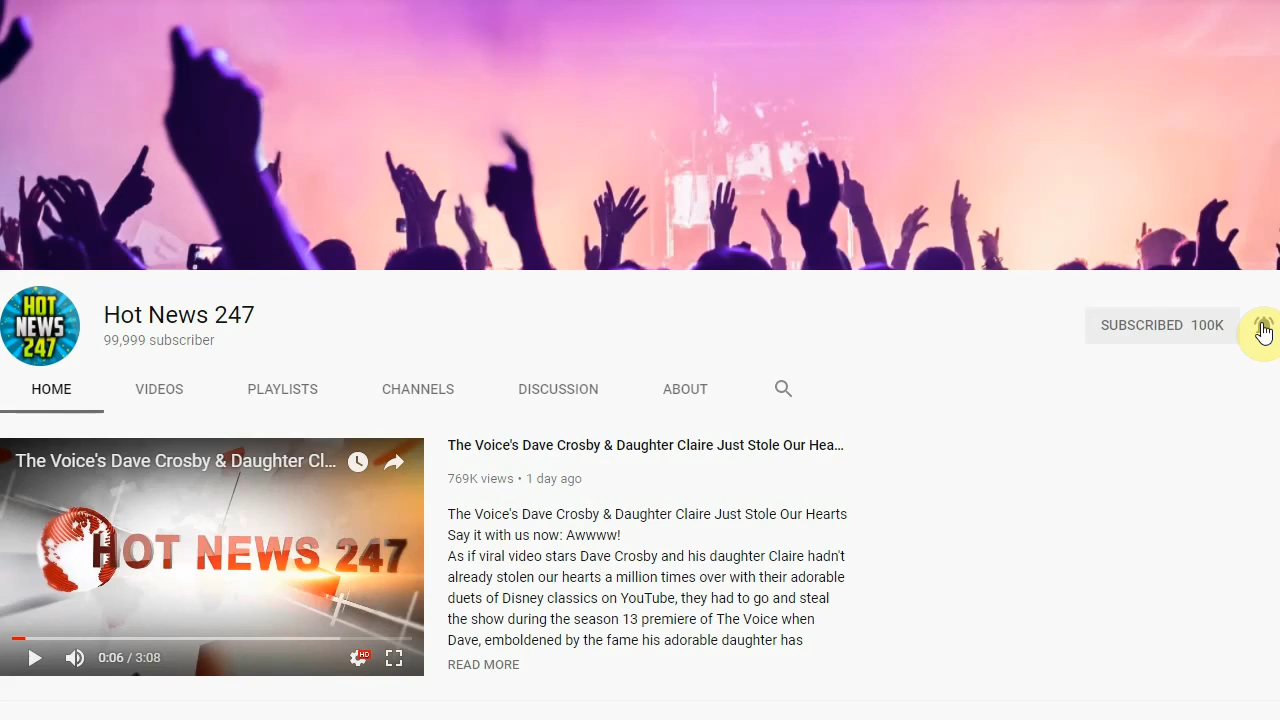 HOT
NEWS
247
Hot News 247
99,999 subscriber
SUBSCRIBED 100K
HOME VIDEOS PLAYLISTS CHANNELS DISCUSSION ABOUT
The Voice's Dave Crosby & Daughter Cl...
HOT NEWS 247
0:06 / 3:08
HD
The Voice's Dave Crosby & Daughter Claire Just Stole Our Hea...
769K views • 1 day ago
The Voice's Dave Crosby & Daughter Claire Just Stole Our Hearts
Say it with us now: Awwww!
As if viral video stars Dave Crosby and his daughter Claire hadn't
already stolen our hearts a million times over with their adorable
duets of Disney classics on YouTube, they had to go and steal
the show during the season 13 premiere of The Voice when
Dave, emboldened by the fame his adorable daughter has
READ MORE